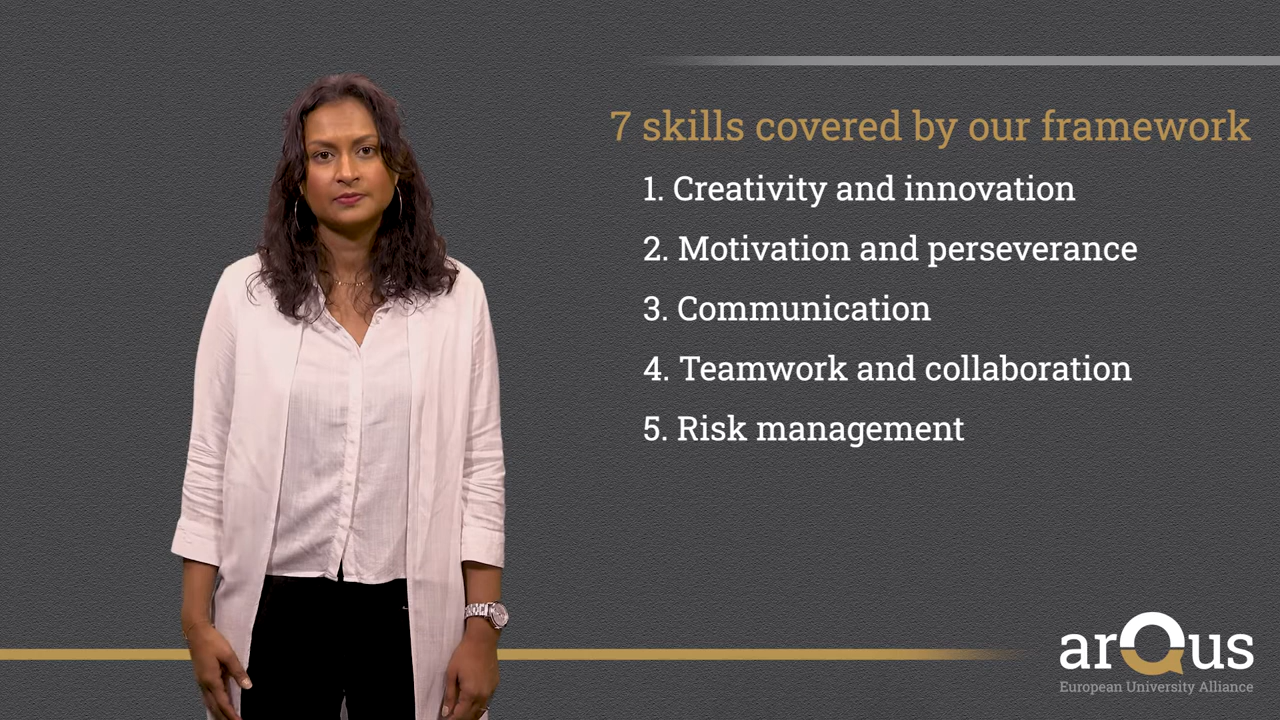 7 skills covered by our framework
1. Creativity and innovation
2. Motivation and perseverance
3. Communication
4. Teamwork and collaboration
5. Risk management
arQus
European University Alliance